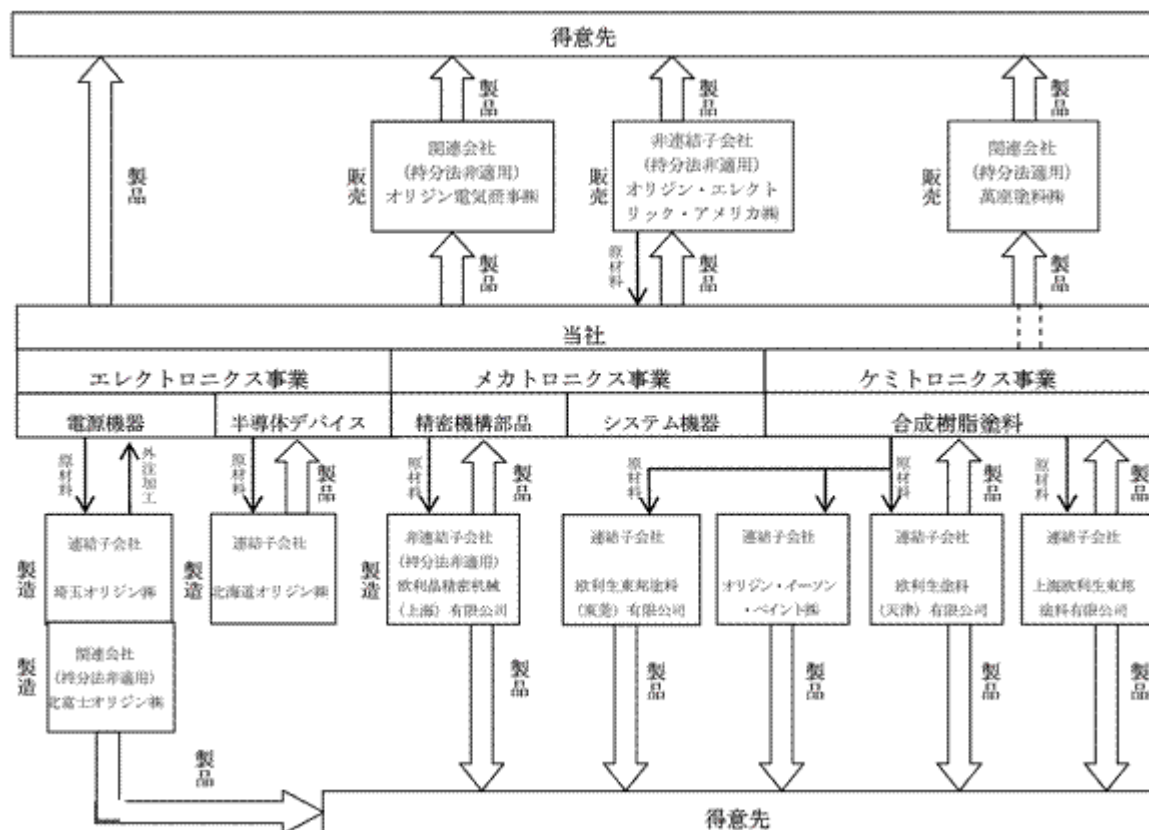 得意先
製品
製品
製品
製品
関連会社
(持分法非適用)
オリジン電気商事㈱
販売
非連結子会社
(持分法非適用)
オリジン・エレクト
リック・アメリカ㈱
販売
関連会社
(持分法適用)
萬座塗料㈱
販売
製品
原材料
製品
製品
当社
エレクトロニクス事業
メカトロニクス事業
ケミトロニクス事業
電源機器
半導体デバイス
精密機構部品
システム機器
合成樹脂塗料
原材料
外注加工
原材料
製品
原材料
製品
原材料
原材料
製品
原材料
製品
製造
連結子会社
埼玉オリジン㈱
製造
連結子会社
北海道オリジン㈱
製造
非連結子会社
(持分法非適用)
欧利晶精密机械
(上海)有限公司
連結子会社
欧利生東邦塗料
(東莞)有限公司
連結子会社
オリジン・イーソン
・ペイント㈱
連結子会社
欧利生塗料
(天津)有限公司
連結子会社
上海欧利生東邦
塗料有限公司
製造
関連会社
(持分法非適用)
北富士オリジン㈱
製品
製品
製品
製品
製品
製品
得意先